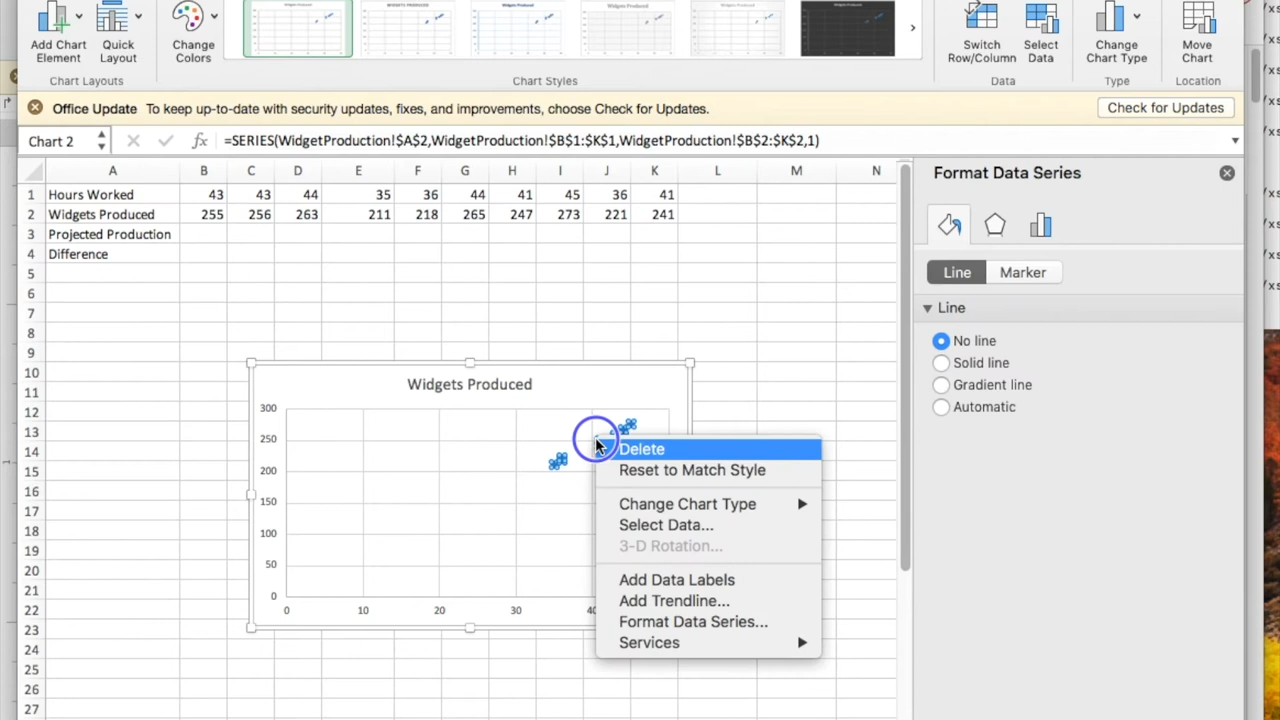 Add Chart Element
Quick Layout
Change Colors
Switch Row/Column
Select Data
Change Chart Type
Move Chart
Chart Layouts
Chart Styles
Data
Type
Location
Office Update To keep up-to-date with security updates, fixes, and improvements, choose Check for Updates.
Check for Updates
Chart 2
fx
=SERIES(WidgetProduction!$A$2,WidgetProduction!$B$1:$K$1,WidgetProduction!$B$2:$K$2,1)
A B C D E F G H I J K L M N
1 Hours Worked 43 43 44 35 36 44 41 45 36 41
2 Widgets Produced 255 256 263 211 218 265 247 273 221 241
3 Projected Production
4 Difference
5
6
7
8
9
10
11
12
13
14
15
16
17
18
19
20
21
22
23
24
25
26
27
Widgets Produced
300
250
200
150
100
50
0
0 10 20 30
Delete
Reset to Match Style
Change Chart Type
Select Data...
3-D Rotation...
Add Data Labels
Add Trendline...
Format Data Series...
Services
Format Data Series
Line Marker
Line
No line
Solid line
Gradient line
Automatic